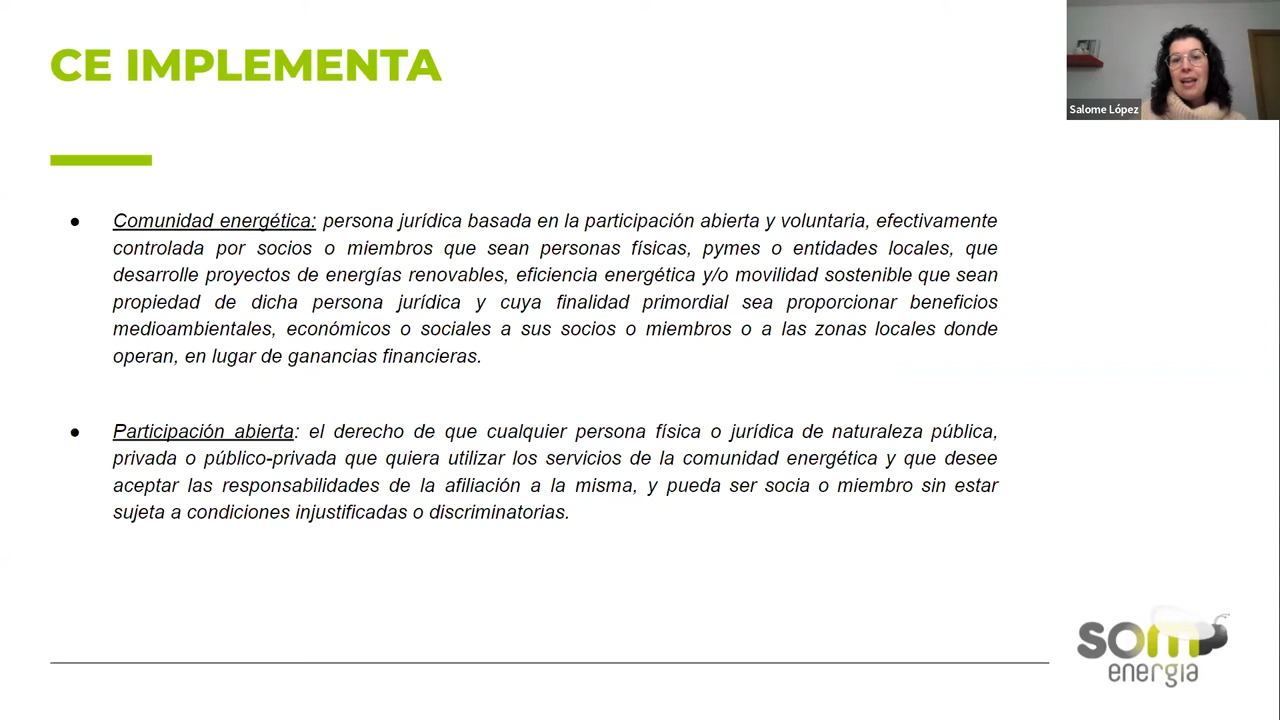 CE IMPLEMENTA
Salome López
● Comunidad energética: persona jurídica basada en la participación abierta y voluntaria, efectivamente
controlada por socios o miembros que sean personas físicas, pymes o entidades locales, que
desarrolle proyectos de energías renovables, eficiencia energética y/o movilidad sostenible que sean
propiedad de dicha persona jurídica y cuya finalidad primordial sea proporcionar beneficios
medioambientales, económicos o sociales a sus socios o miembros o a las zonas locales donde
operan, en lugar de ganancias financieras.
● Participación abierta: el derecho de que cualquier persona física o jurídica de naturaleza pública,
privada o público-privada que quiera utilizar los servicios de la comunidad energética y que desee
aceptar las responsabilidades de la afiliación a la misma, y pueda ser socia o miembro sin estar
sujeta a condiciones injustificadas o discriminatorias.
som
energia